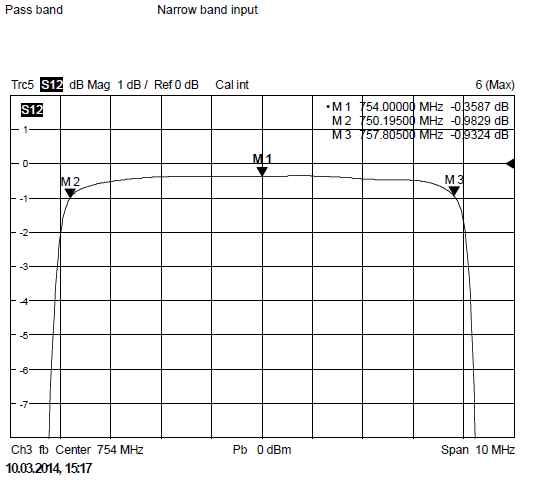 Pass band Narrow band input
Trc5 S12 dB Mag 1 dB / Ref 0 dB Cal int 6 (Max)
S12
•M 1 754.00000 MHz -0.3587 dB
M 2 750.19500 MHz -0.9829 dB
M 3 757.80500 MHz -0.9324 dB
1
0
M 1
M 2
M 3
-1
-2
-3
-4
-5
-6
-7
Ch3 fb Center 754 MHz Pb 0 dBm Span 10 MHz
10.03.2014, 15:17